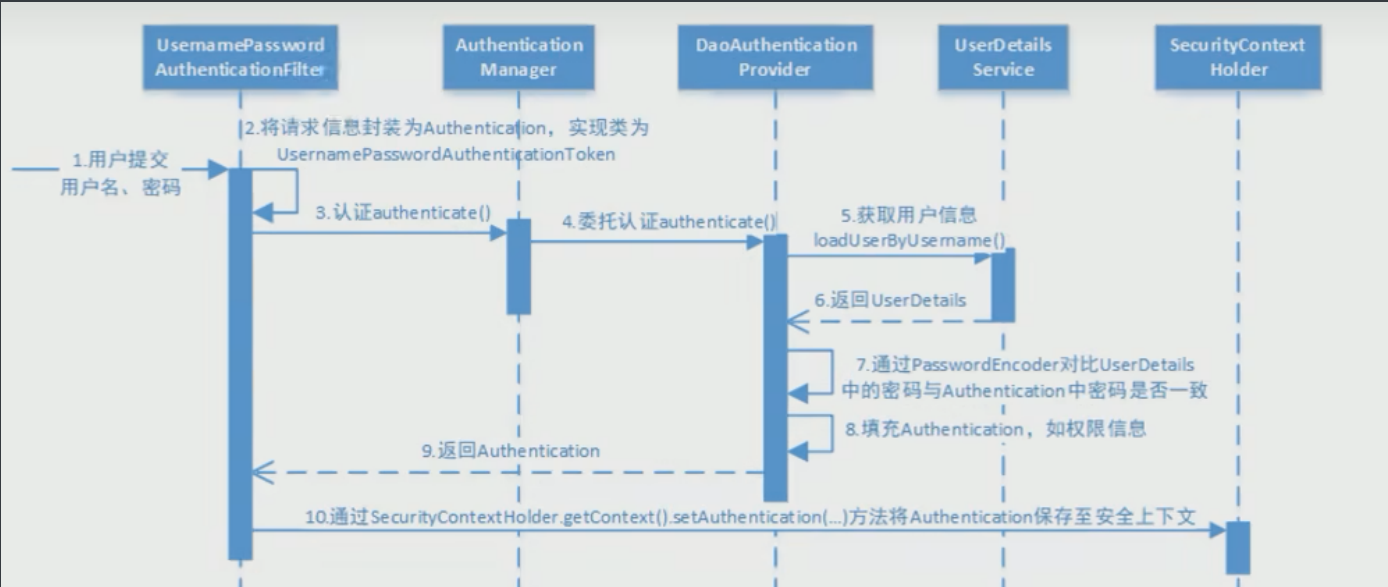 UsernamePassword
AuthenticationFilter
Authentication
Manager
DaoAuthentication
Provider
UserDetails
Service
SecurityContext
Holder
2.将请求信息封装为Authentication，实现类为
UsernamePasswordAuthenticationToken
1.用户提交
用户名、密码
3.认证authenticate()
4.委托认证authenticate()
5.获取用户信息
loadUserByUsername()
6.返回UserDetails
7.通过PasswordEncoder对比UserDetails
中的密码与Authentication中密码是否一致
8.填充Authentication，如权限信息
9.返回Authentication
10.通过SecurityContextHolder.getContext().setAuthentication(...)方法将Authentication保存至安全上下文